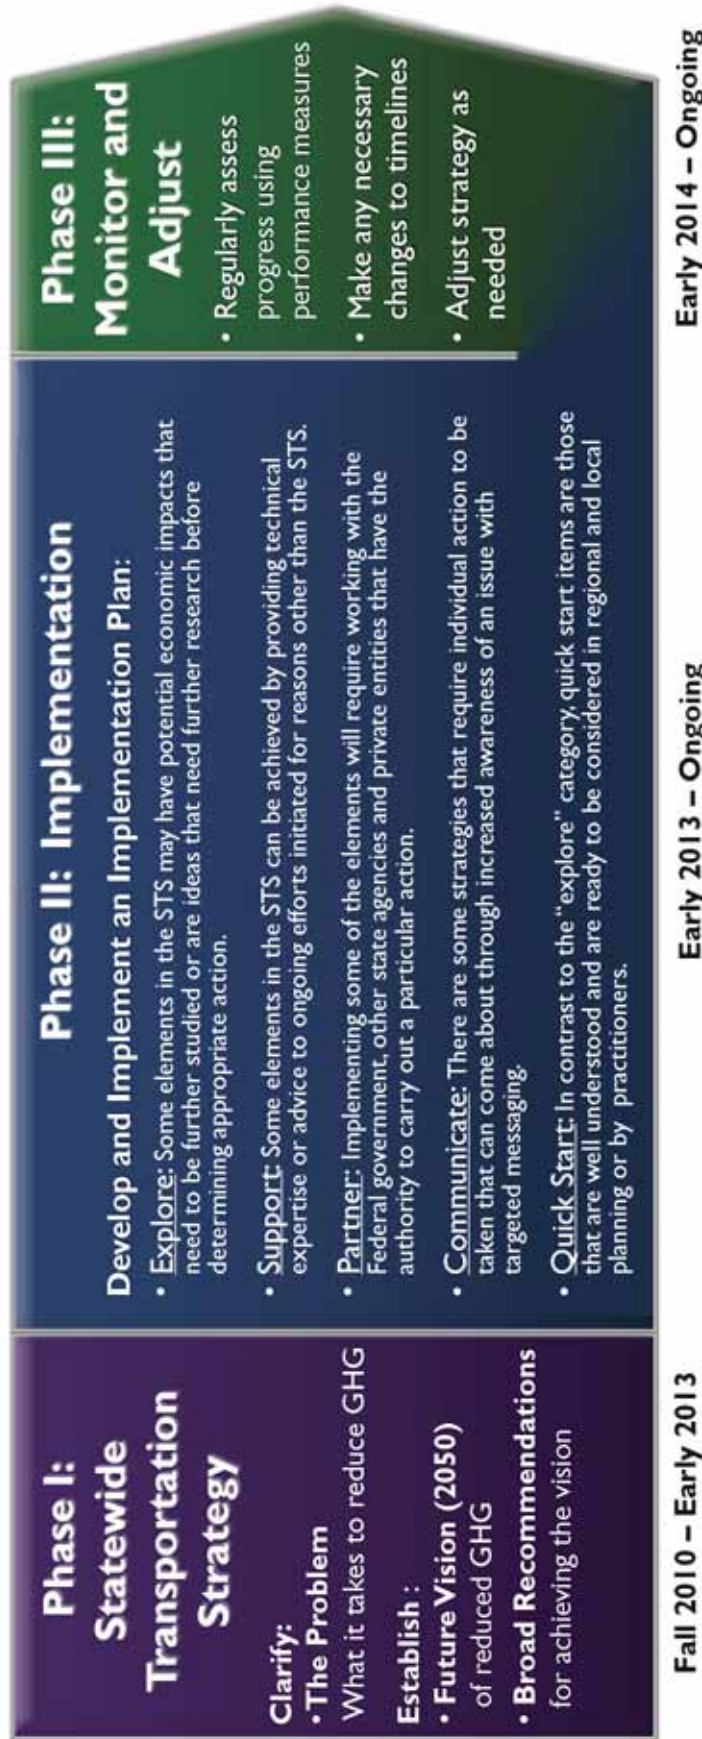 Phase I:
Statewide
Transportation
Strategy
Clarify:
• The Problem
What it takes to reduce GHG
Establish :
• Future Vision (2050)
of reduced GHG
• Broad Recommendations
for achieving the vision
Fall 2010 – Early 2013
Phase II: Implementation
Develop and Implement an Implementation Plan:
• Explore: Some elements in the STS may have potential economic impacts that
need to be further studied or are ideas that need further research before
determining appropriate action.
• Support: Some elements in the STS can be achieved by providing technical
expertise or advice to ongoing efforts initiated for reasons other than the STS.
• Partner: Implementing some of the elements will require working with the
Federal government, other state agencies and private entities that have the
authority to carry out a particular action.
• Communicate: There are some strategies that require individual action to be
taken that can come about through increased awareness of an issue with
targeted messaging.
• Quick Start: In contrast to the "explore" category, quick start items are those
that are well understood and are ready to be considered in regional and local
planning or by practitioners.
Early 2013 – Ongoing
Phase III:
Monitor and
Adjust
• Regularly assess
progress using
performance measures
• Make any necessary
changes to timelines
• Adjust strategy as
needed
Early 2014 – Ongoing